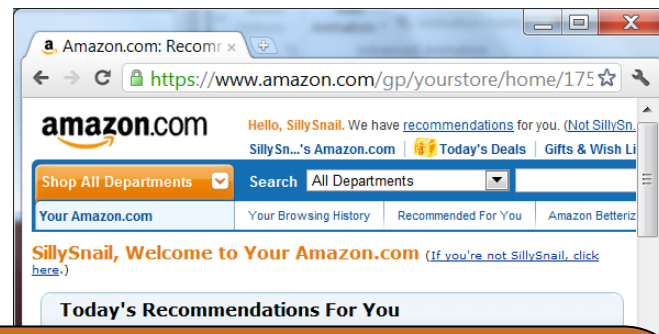 Amazon.com: Recomr
https://www.amazon.com/gp/yourstore/home/175
amazon.com
Hello, SillySnail. We have recommendations for you. (Not SillySn.
SillySn...'s Amazon.com Today's Deals Gifts & Wish Li
Shop All Departments Search All Departments
Your Amazon.com Your Browsing History Recommended For You Amazon Betteriz
SillySnail, Welcome to Your Amazon.com (If you're not SillySnail, click
here.)
Today's Recommendations For You